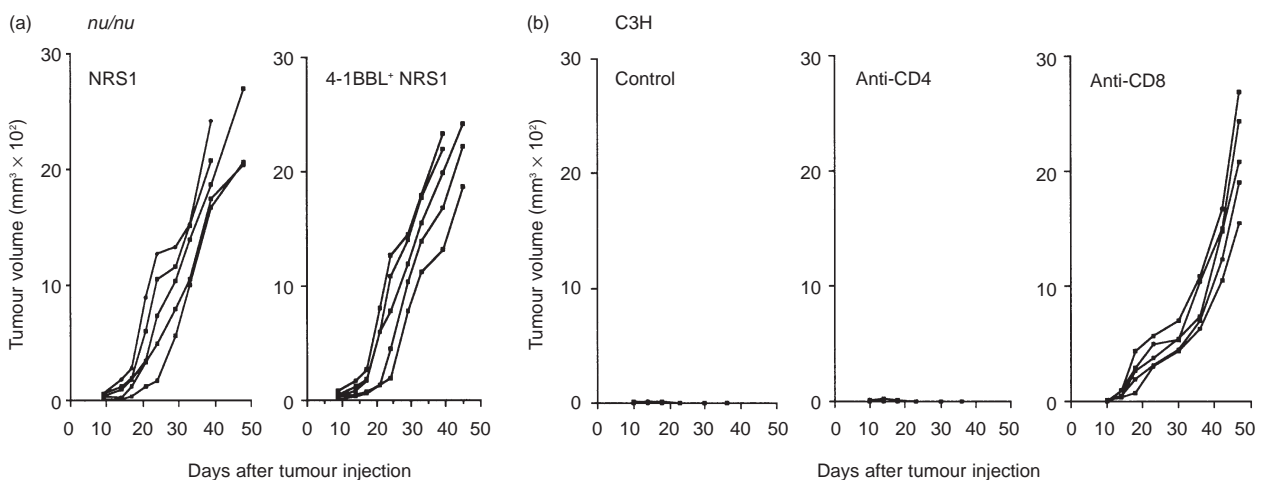 (a)
nu/nu
(b)
C3H
NRS1
4-1BBL⁺ NRS1
Control
Anti-CD4
Anti-CD8
Tumour volume (mm³ × 10²)
30
20
10
0
0 10 20 30 40 50
30
20
10
0
0 10 20 30 40 50
Days after tumour injection
Tumour volume (mm³ × 10²)
30
20
10
0
0 10 20 30 40 50
30
20
10
0
0 10 20 30 40 50
30
20
10
0
0 10 20 30 40 50
Days after tumour injection